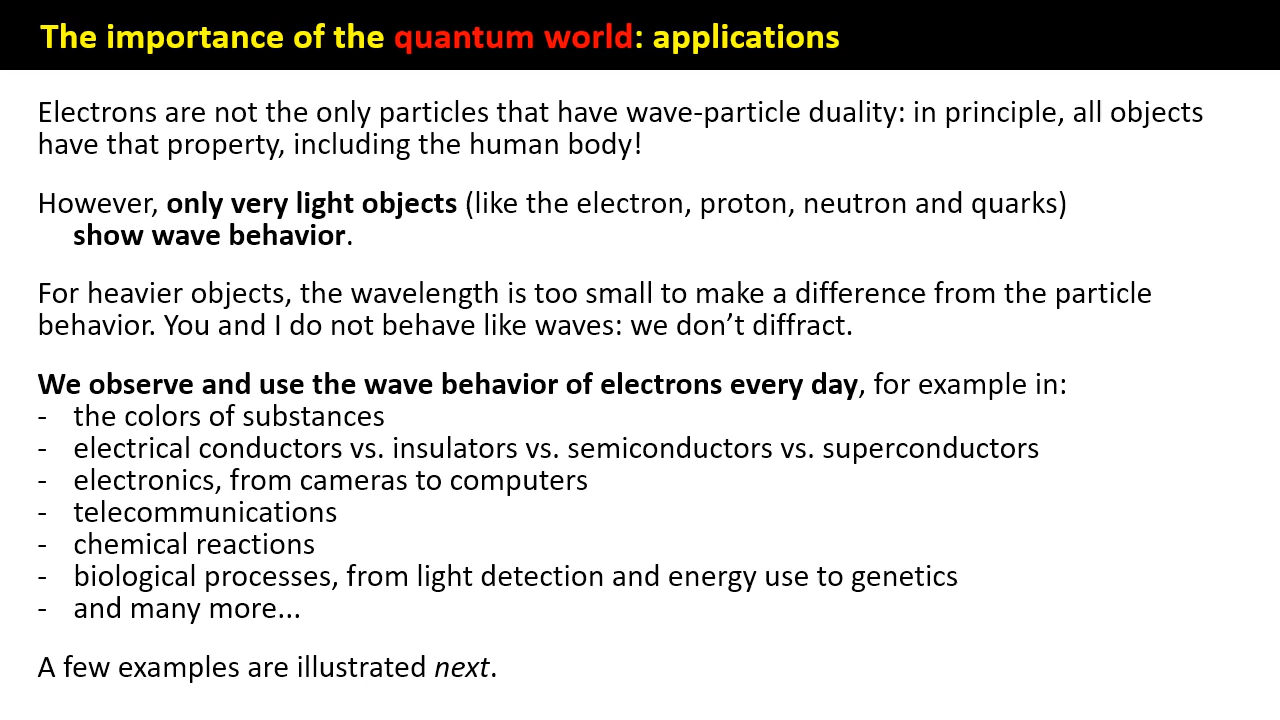 The importance of the quantum world: applications
Electrons are not the only particles that have wave-particle duality: in principle, all objects
have that property, including the human body!
However, only very light objects (like the electron, proton, neutron and quarks)
show wave behavior.
For heavier objects, the wavelength is too small to make a difference from the particle
behavior. You and I do not behave like waves: we don’t diffract.
We observe and use the wave behavior of electrons every day, for example in:
- the colors of substances
- electrical conductors vs. insulators vs. semiconductors vs. superconductors
- electronics, from cameras to computers
- telecommunications
- chemical reactions
- biological processes, from light detection and energy use to genetics
- and many more...
A few examples are illustrated next.